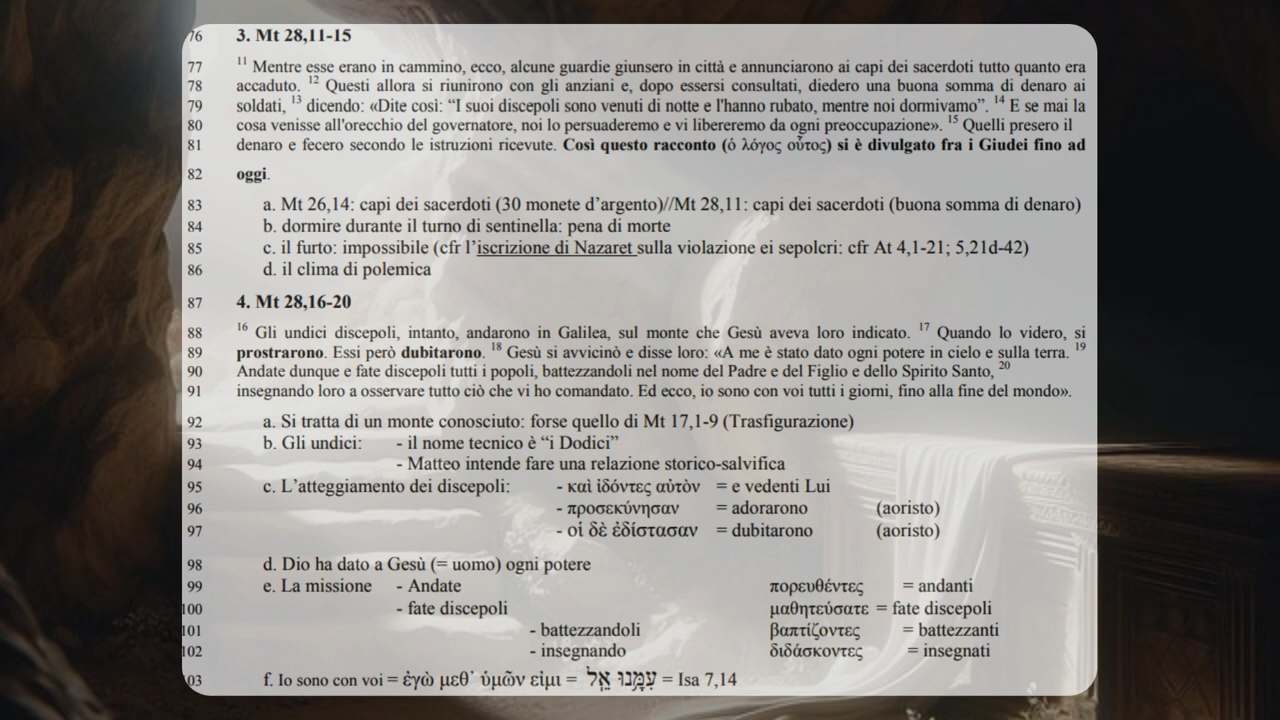 76 3. Mt 28,11-15
77 11 Mentre esse erano in cammino, ecco, alcune guardie giunsero in città e annunciarono ai capi dei sacerdoti tutto quanto era
78 accaduto. 12 Questi allora si riunirono con gli anziani e, dopo essersi consultati, diedero una buona somma di denaro ai
79 soldati, 13 dicendo: «Dite così: “I suoi discepoli sono venuti di notte e l'hanno rubato, mentre noi dormivamo”. 14 E se mai la
80 cosa venisse all'orecchio del governatore, noi lo persuaderemo e vi libereremo da ogni preoccupazione». 15 Quelli presero il
81 denaro e fecero secondo le istruzioni ricevute. Così questo racconto (ὁ λόγος οὗτος) si è divulgato fra i Giudei fino ad
82 oggi.
83 a. Mt 26,14: capi dei sacerdoti (30 monete d’argento)//Mt 28,11: capi dei sacerdoti (buona somma di denaro)
84 b. dormire durante il turno di sentinella: pena di morte
85 c. il furto: impossibile (cfr l’iscrizione di Nazaret sulla violazione ei sepolcri: cfr At 4,1-21; 5,21d-42)
86 d. il clima di polemica
87 4. Mt 28,16-20
88 16 Gli undici discepoli, intanto, andarono in Galilea, sul monte che Gesù aveva loro indicato. 17 Quando lo videro, si
89 prostrarono. Essi però dubitarono. 18 Gesù si avvicinò e disse loro: «A me è stato dato ogni potere in cielo e sulla terra. 19
90 Andate dunque e fate discepoli tutti i popoli, battezzandoli nel nome del Padre e del Figlio e dello Spirito Santo, 20
91 insegnando loro a osservare tutto ciò che vi ho comandato. Ed ecco, io sono con voi tutti i giorni, fino alla fine del mondo».
92 a. Si tratta di un monte conosciuto: forse quello di Mt 17,1-9 (Trasfigurazione)
93 b. Gli undici: - il nome tecnico è “i Dodici”
94 - Matteo intende fare una relazione storico-salvifica
95 c. L’atteggiamento dei discepoli: - καὶ ἰδόντες αὐτὸν = e vedenti Lui
96 - προσεκύνησαν = adorarono (aoristo)
97 - οἱ δὲ ἐδίστασαν = dubitarono (aoristo)
98 d. Dio ha dato a Gesù (= uomo) ogni potere
99 e. La missione - Andate πορευθέντες = andanti
100 - fate discepoli μαθητεύσατε = fate discepoli
101 - battezzandoli βαπτίζοντες = battezzanti
102 - insegnando διδάσκοντες = insegnati
03 f. Io sono con voi = ἐγὼ μεθ᾽ ὑμῶν εἰμι = עִמָּ֥נוּ אֵֽל = Isa 7,14